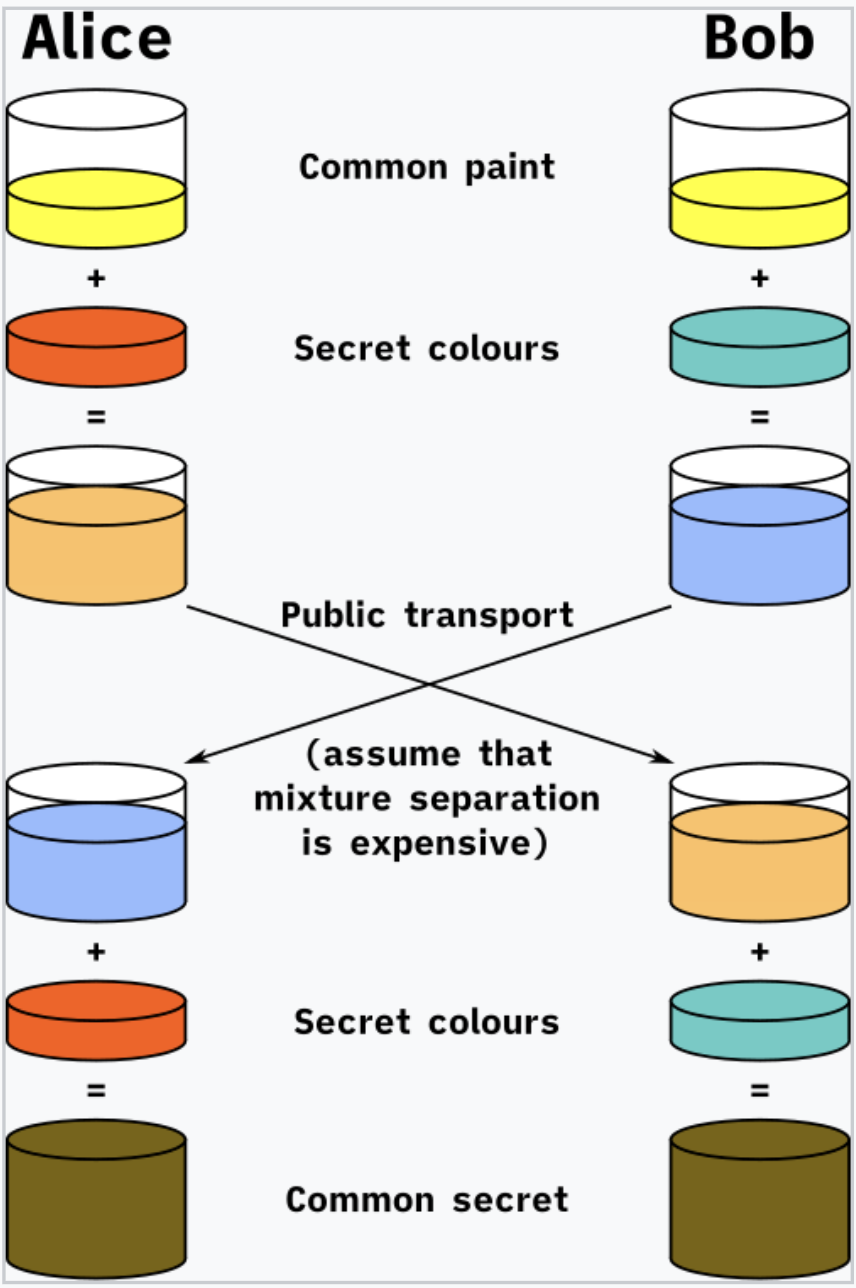 Alice
Bob
Common paint
+
+
Secret colours
=
=
Public transport
(assume that
mixture separation
is expensive)
+
+
Secret colours
=
=
Common secret